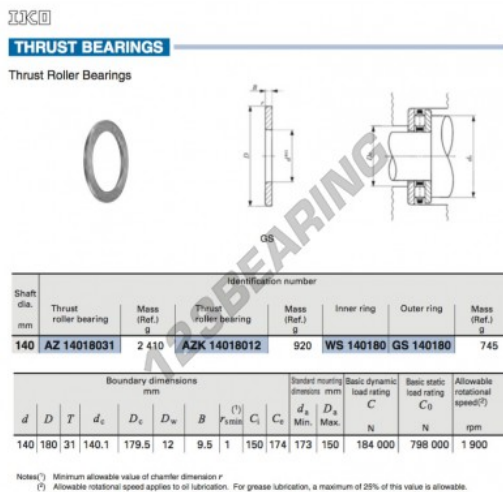 IKO
THRUST BEARINGS
Thrust Roller Bearings
B
r
D
d
Da
da
GS
123BEARING
Identification number
Shaft dia. mm
Thrust roller bearing
Mass (Ref.) g
Thrust roller bearing
Mass (Ref.) g
Inner ring
Outer ring
Mass (Ref.) g
140 AZ 14018031 2 410 AZK 14018012 920 WS 140180 GS 140180 745
Boundary dimensions mm
Standard mounting dimensions mm
Basic dynamic load rating C N
Basic static load rating C0 N
Allowable rotational speed(2) rpm
d D T dc Dc Dw B rsmin(1) Ci Ce da Min. Da Max.
140 180 31 140.1 179.5 12 9.5 1 150 174 173 150 184 000 798 000 1 900
Notes(1) Minimum allowable value of chamfer dimension r
(2) Allowable rotational speed applies to oil lubrication. For grease lubrication, a maximum of 25% of this value is allowable.